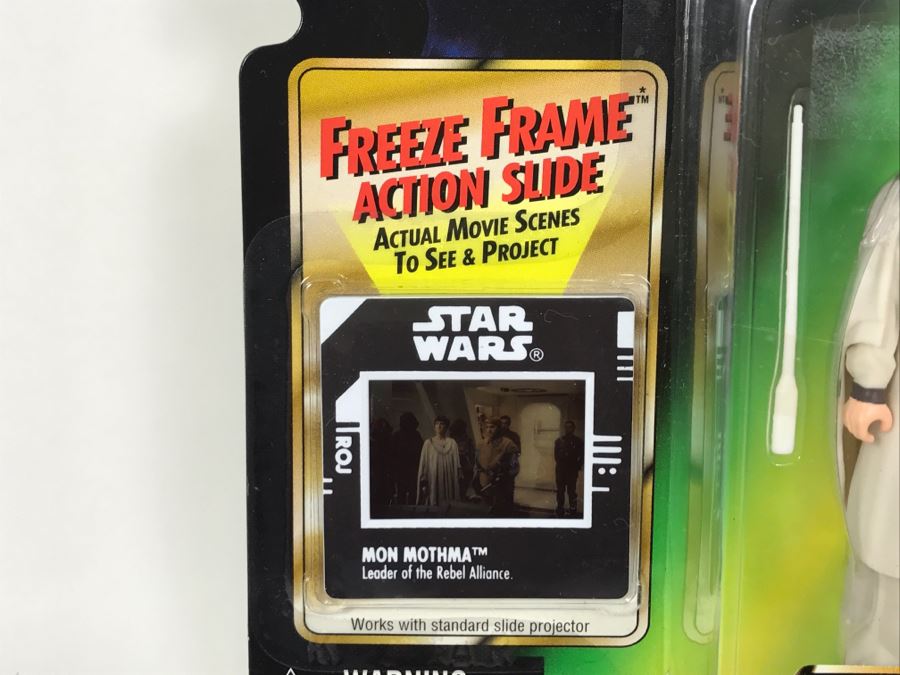 FREEZE FRAME™
ACTION SLIDE
ACTUAL MOVIE SCENES
TO SEE & PROJECT
STAR
WARS®
ROJ
MON MOTHMA™
Leader of the Rebel Alliance.
Works with standard slide projector
WARNING